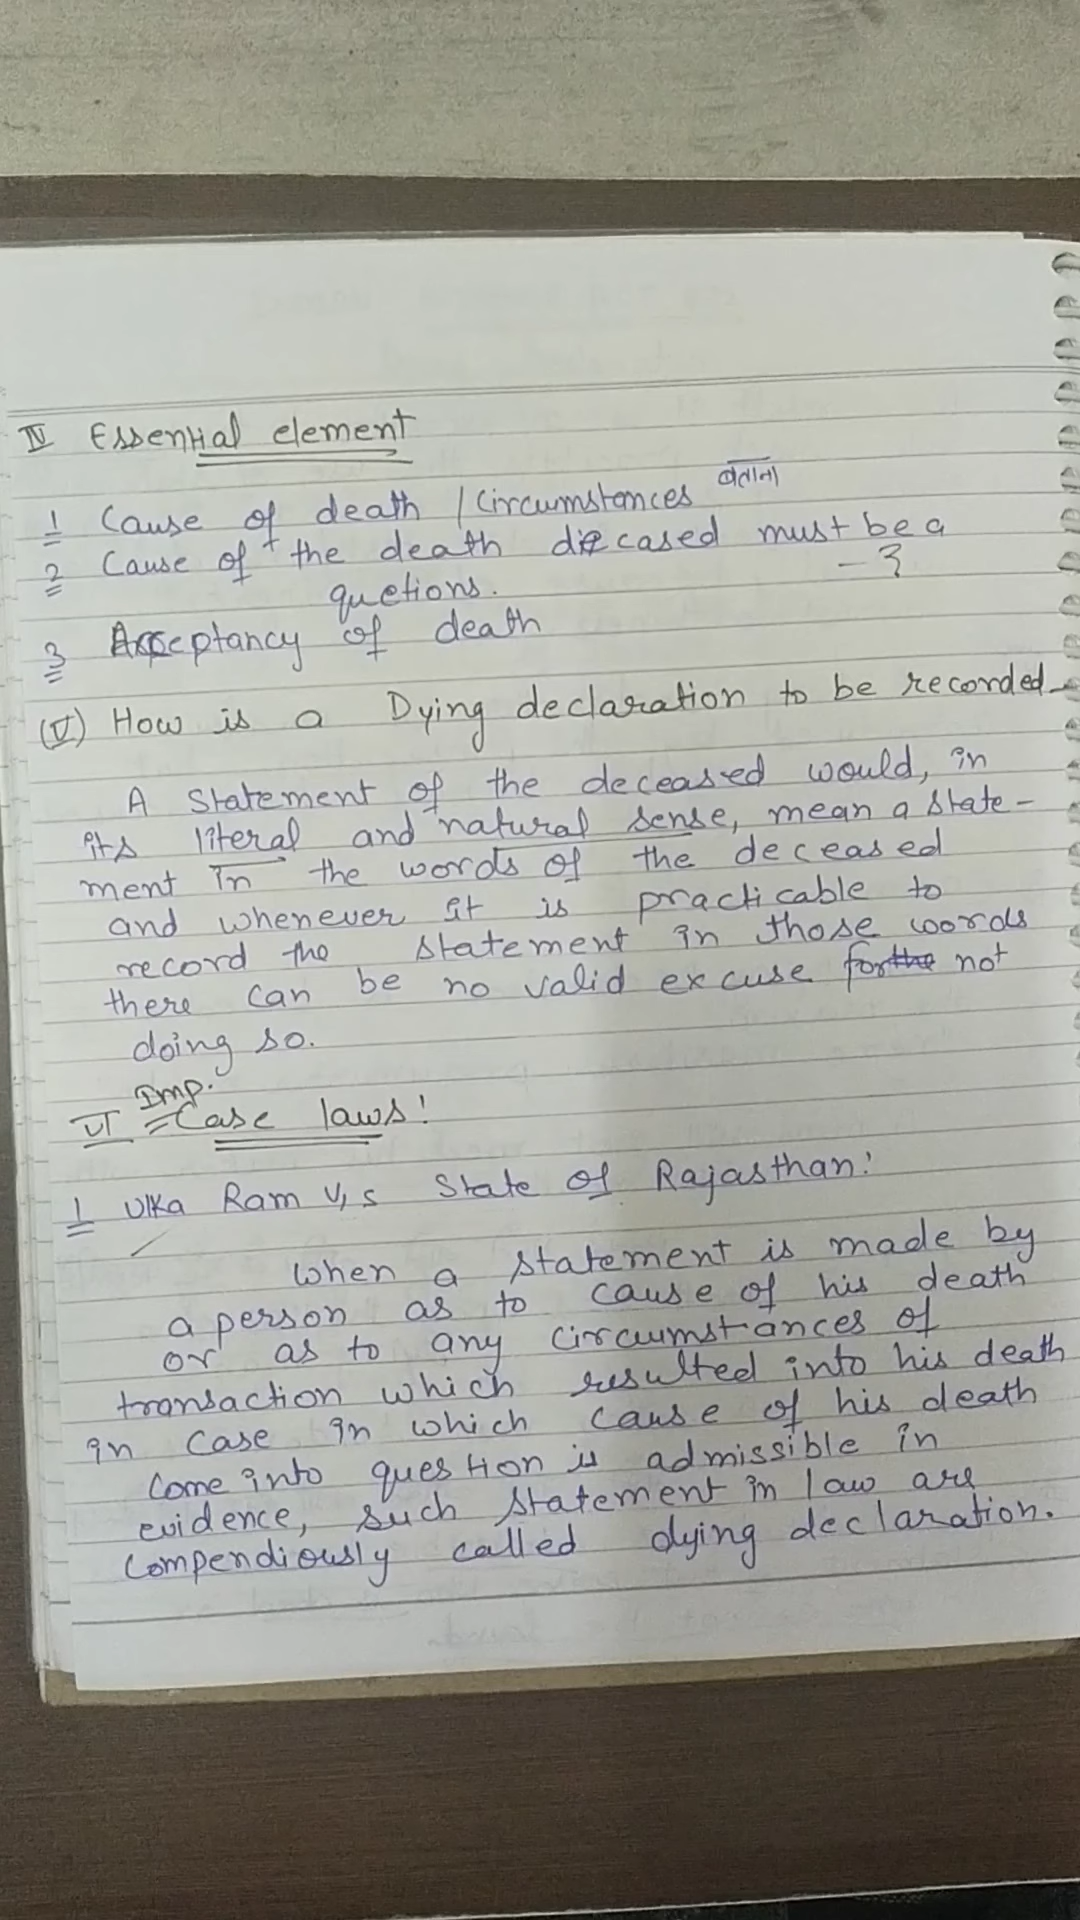 IV Essential element
1 Cause of death / Circumstances बताना
2 Cause of the death diecased must be a
quetions. - ?
3 Acceptancy of death
(V) How is a Dying declaration to be recorded-
A Statement of the deceased would, in
its literal and natural sense, mean a state-
ment in the words of the deceased
and whenever it is practicable to
record the statement in those words
there can be no valid excuse for the not
doing so.
Imp.
VI Case laws!
1 Ulka Ram V, s State of Rajasthan:
When a statement is made by
a person as to cause of his death
or as to any circumstances of
transaction which resulted into his death
in case in which cause of his death
come into question is admissible in
evidence, such statement in law are
compendiously called dying declaration.